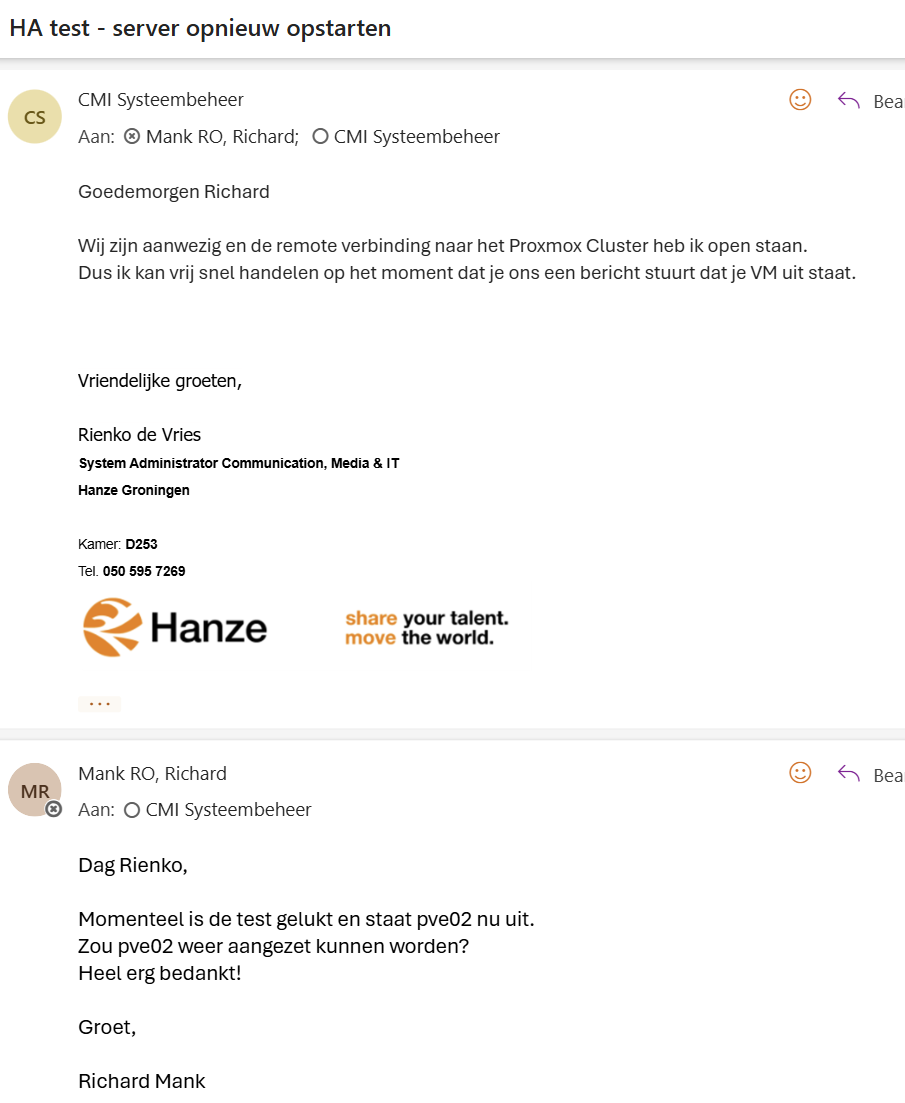 HA test - server opnieuw opstarten
CS
CMI Systeembeheer
Bea
Aan: Mank RO, Richard; CMI Systeembeheer
Goedemorgen Richard
Wij zijn aanwezig en de remote verbinding naar het Proxmox Cluster heb ik open staan.
Dus ik kan vrij snel handelen op het moment dat je ons een bericht stuurt dat je VM uit staat.
Vriendelijke groeten,
Rienko de Vries
System Administrator Communication, Media & IT
Hanze Groningen
Kamer: D253
Tel. 050 595 7269
Hanze
share your talent.
move the world.
...
MR
Mank RO, Richard
Bea
Aan: CMI Systeembeheer
Dag Rienko,
Momenteel is de test gelukt en staat pve02 nu uit.
Zou pve02 weer aangezet kunnen worden?
Heel erg bedankt!
Groet,
Richard Mank